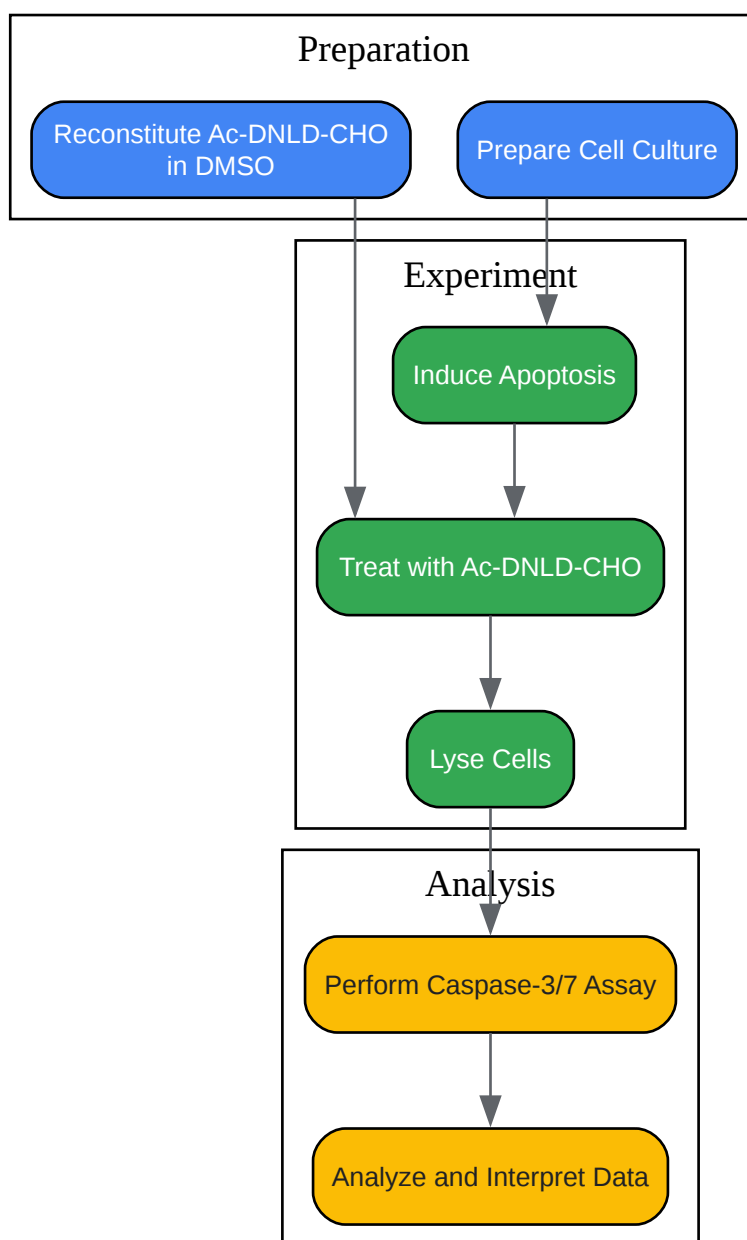 Preparation
Reconstitute Ac-DNLD-CHO
in DMSO
Prepare Cell Culture
Experiment
Induce Apoptosis
Treat with Ac-DNLD-CHO
Lyse Cells
Analysis
Perform Caspase-3/7 Assay
Analyze and Interpret Data